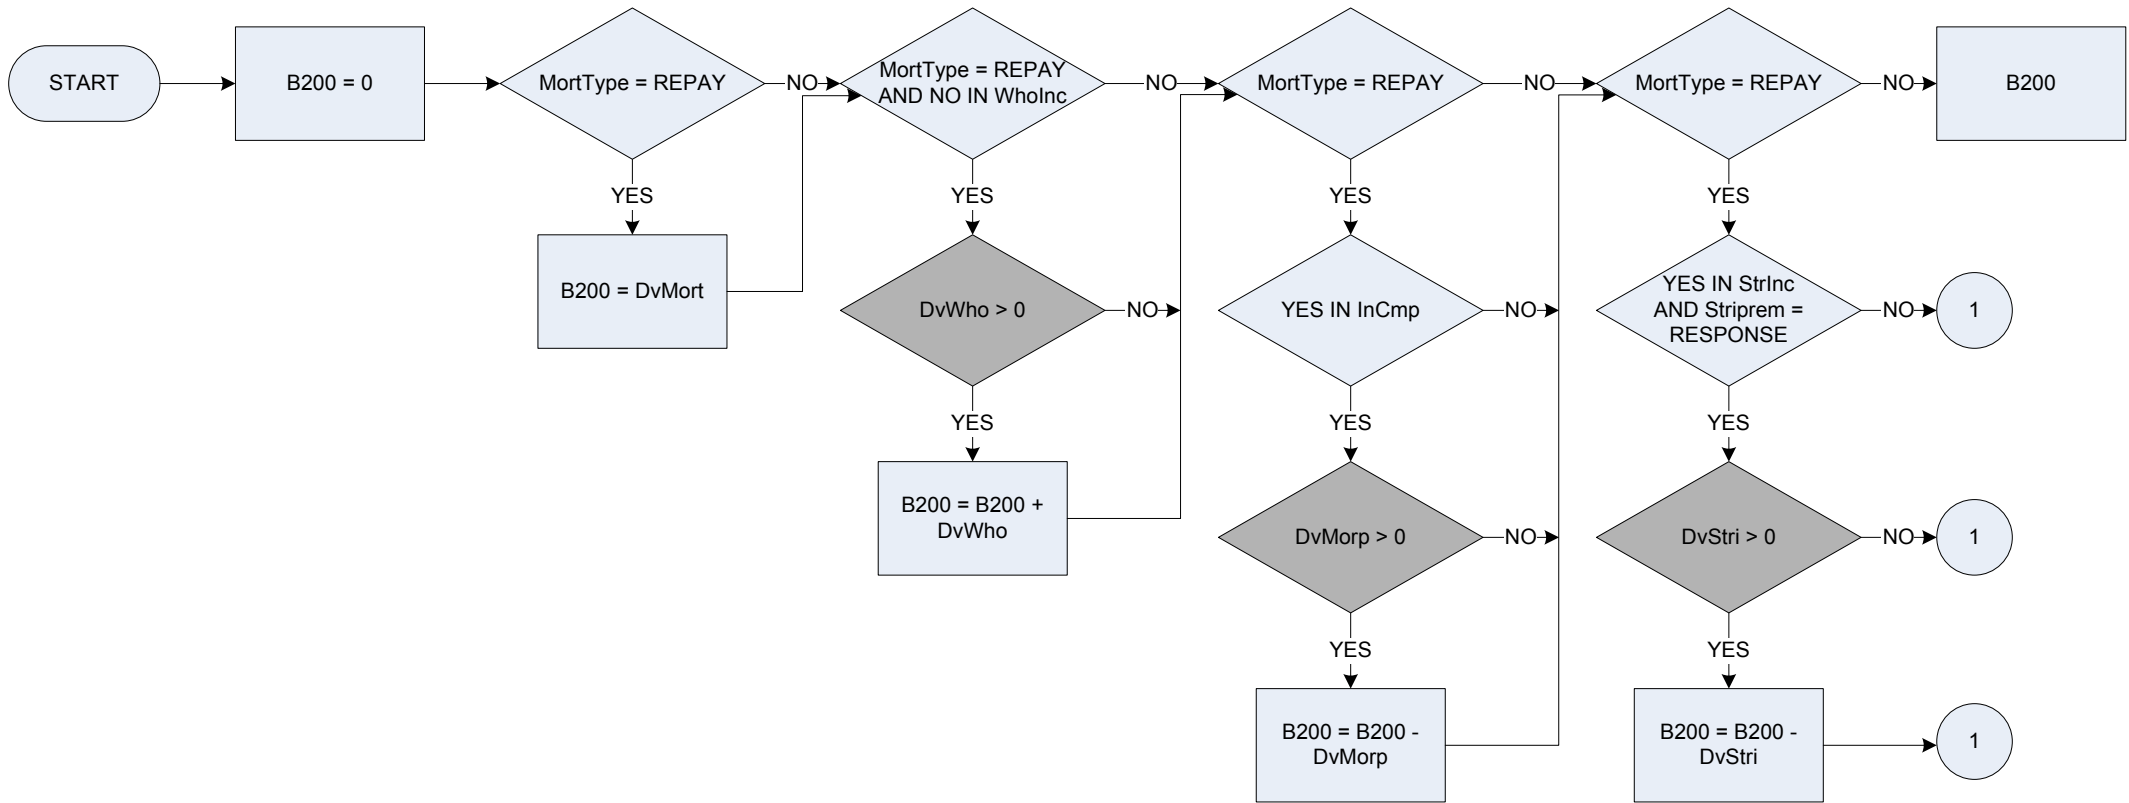 START
B200 = 0
MortType = REPAY
NO
MortType = REPAY
AND NO IN WhoInc
NO
MortType = REPAY
NO
MortType = REPAY
NO
B200
YES
YES
YES
YES
B200 = DvMort
DvWho > 0
NO
YES IN InCmp
NO
YES IN StrInc
AND Striprem =
RESPONSE
NO
1
YES
YES
YES
B200 = B200 +
DvWho
DvMorp > 0
NO
DvStri > 0
NO
1
YES
YES
B200 = B200 -
DvMorp
B200 = B200 -
DvStri
1